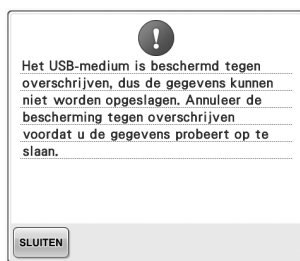 Het USB-medium is beschermd tegen
overschrijven, dus de gegevens kunnen
niet worden opgeslagen. Annuleer de
bescherming tegen overschrijven
voordat u de gegevens probeert op te
slaan.
SLUITEN